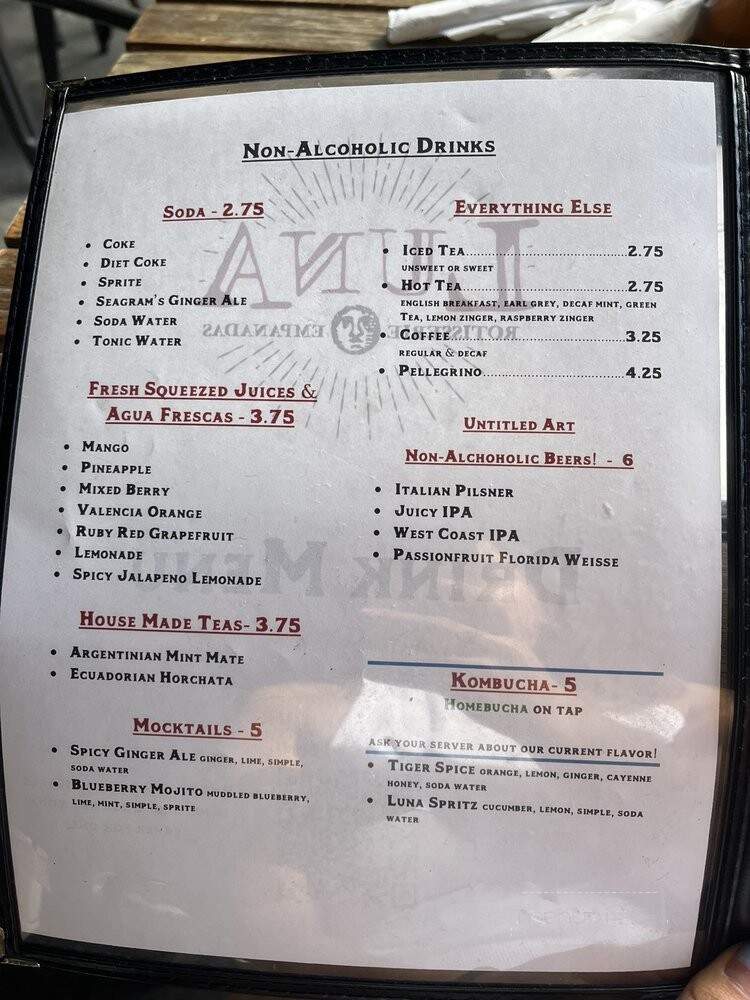 Non-Alcoholic Drinks
Soda - 2.75
• Coke
• Diet Coke
• Sprite
• Seagram's Ginger Ale
• Soda Water
• Tonic Water
Fresh Squeezed Juices &
Agua Frescas - 3.75
• Mango
• Pineapple
• Mixed Berry
• Valencia Orange
• Ruby Red Grapefruit
• Lemonade
• Spicy Jalapeno Lemonade
House Made Teas- 3.75
• Argentinian Mint Mate
• Ecuadorian Horchata
Mocktails - 5
• Spicy Ginger Ale ginger, lime, simple,
soda water
• Blueberry Mojito muddled blueberry,
lime, mint, simple, sprite
Everything Else
• Iced Tea.................................2.75
unsweet or sweet
• Hot Tea.................................2.75
english breakfast, earl grey, decaf mint, green
tea, lemon zinger, raspberry zinger
• Coffee.................................3.25
regular & decaf
• Pellegrino.............................4.25
Untitled Art
Non-Alchoholic Beers! - 6
• Italian Pilsner
• Juicy IPA
• West Coast IPA
• Passionfruit Florida Weisse
Kombucha- 5
Homebucha on tap
ask your server about our current flavor!
• Tiger Spice orange, lemon, ginger, cayenne
honey, soda water
• Luna Spritz cucumber, lemon, simple, soda
water
Luna
Rotisserie Empanadas
Drink Menu